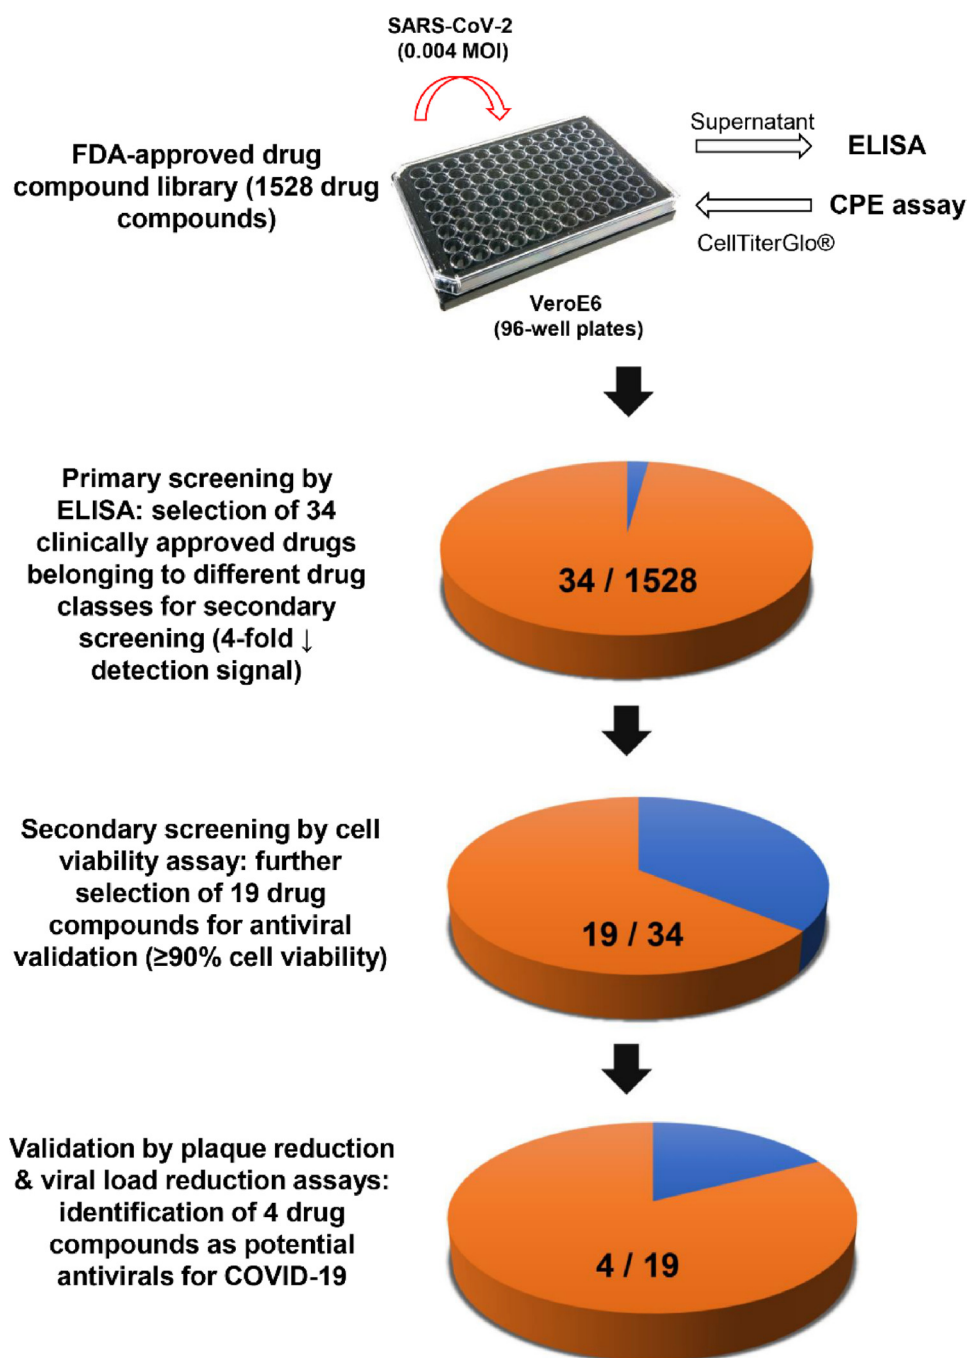 SARS-CoV-2
(0.004 MOI)
FDA-approved drug
compound library (1528 drug
compounds)
Supernatant
ELISA
CPE assay
CellTiterGlo®
VeroE6
(96-well plates)
Primary screening by
ELISA: selection of 34
clinically approved drugs
belonging to different drug
classes for secondary
screening (4-fold ↓
detection signal)
34 / 1528
Secondary screening by cell
viability assay: further
selection of 19 drug
compounds for antiviral
validation (≥90% cell viability)
19 / 34
Validation by plaque reduction
& viral load reduction assays:
identification of 4 drug
compounds as potential
antivirals for COVID-19
4 / 19